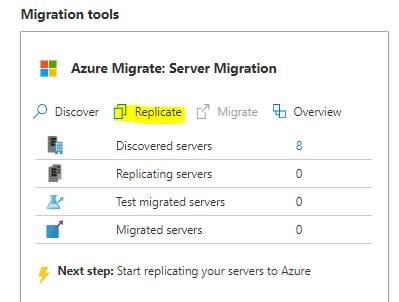 Migration tools
Azure Migrate: Server Migration
Discover Replicate Migrate Overview
Discovered servers 8
Replicating servers 0
Test migrated servers 0
Migrated servers 0
Next step: Start replicating your servers to Azure